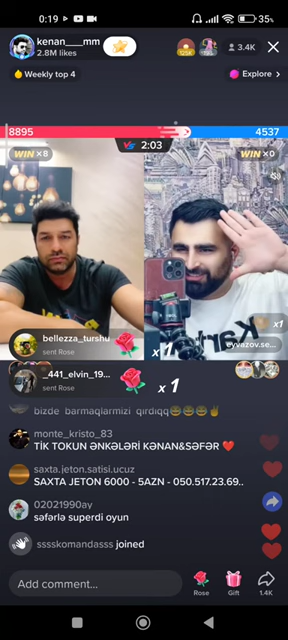 0:19
35%
kenan___mm
2.8M likes
3.4K
Weekly top 4
Explore >
8895
4537
2:03
WIN ×8
WIN ×0
bellezza_turshu
sent Rose
x1
x 1
eyvazov.se...
_441_elvin_19...
sent Rose
x 1
bizde barmaqlarmizi qirdiqq😂😂😂✌
monte_kristo_83
TİK TOKUN ƏNKƏLƏRİ KƏNAN&SƏFƏR ❤️
saxta.jeton.satisi.ucuz
SAXTA JETON 6000 - 5AZN - 050.517.23.69..
02021990ay
səfərlə superdi oyun
sssskomandasss joined
Add comment...
Rose
Gift
1.4K